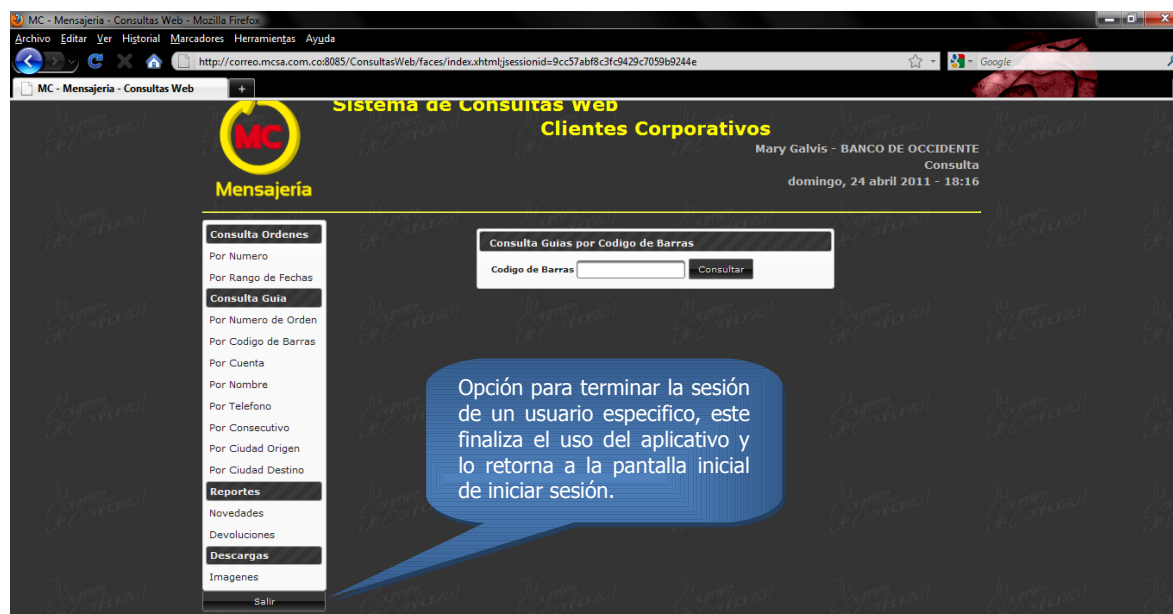 MC - Mensajeria - Consultas Web - Mozilla Firefox
Archivo Editar Ver Historial Marcadores Herramientas Ayuda
http://correo.mcsa.com.co:8085/ConsultasWeb/faces/index.xhtml;jsessionid=9cc57abf8c3fc9429c7059b9244e
Google
MC - Mensajeria - Consultas Web
Sistema de Consultas Web
Clientes Corporativos
MC
Mensajería
Mary Galvis - BANCO DE OCCIDENTE
Consulta
domingo, 24 abril 2011 - 18:16
Consulta Ordenes
Por Numero
Por Rango de Fechas
Consulta Guia
Por Numero de Orden
Por Codigo de Barras
Por Cuenta
Por Nombre
Por Telefono
Por Consecutivo
Por Ciudad Origen
Por Ciudad Destino
Reportes
Novedades
Devoluciones
Descargas
Imagenes
Salir
Consulta Guias por Codigo de Barras
Codigo de Barras
Consultar
Opción para terminar la sesión
de un usuario especifico, este
finaliza el uso del aplicativo y
lo retorna a la pantalla inicial
de iniciar sesión.